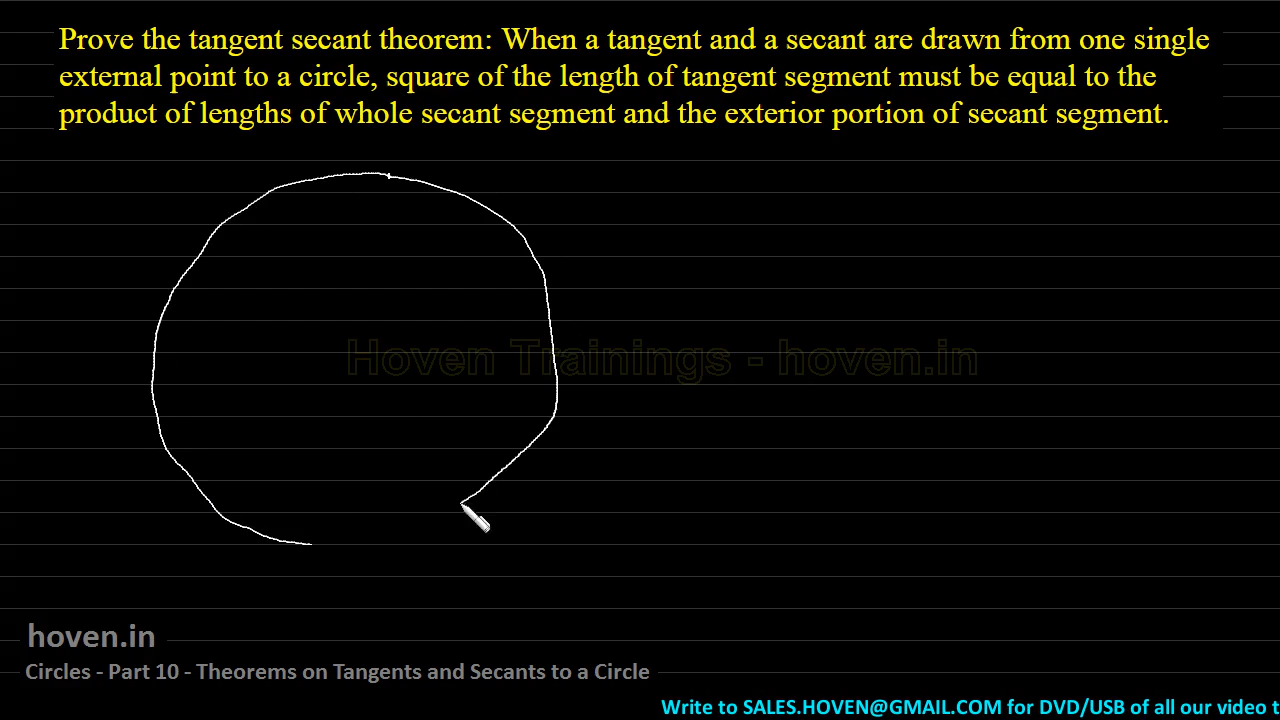 Prove the tangent secant theorem: When a tangent and a secant are drawn from one single
external point to a circle, square of the length of tangent segment must be equal to the
product of lengths of whole secant segment and the exterior portion of secant segment.
Hoven Trainings - hoven.in
hoven.in
Circles - Part 10 - Theorems on Tangents and Secants to a Circle
Write to SALES.HOVEN@GMAIL.COM for DVD/USB of all our video t